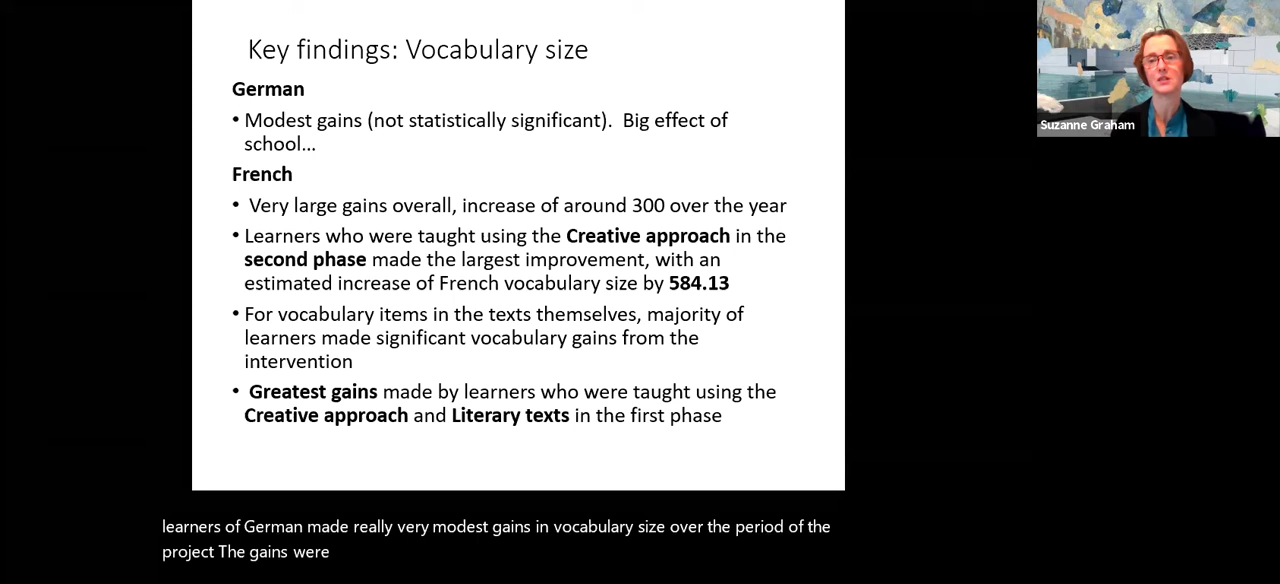 Key findings: Vocabulary size
German
• Modest gains (not statistically significant). Big effect of
school...
French
• Very large gains overall, increase of around 300 over the year
• Learners who were taught using the Creative approach in the
second phase made the largest improvement, with an
estimated increase of French vocabulary size by 584.13
• For vocabulary items in the texts themselves, majority of
learners made significant vocabulary gains from the
intervention
• Greatest gains made by learners who were taught using the
Creative approach and Literary texts in the first phase
Suzanne Graham
learners of German made really very modest gains in vocabulary size over the period of the
project The gains were